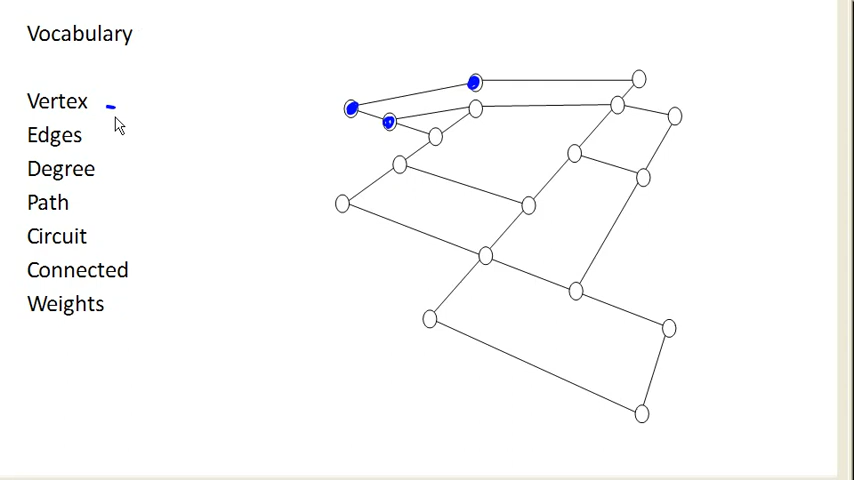 Vocabulary
Vertex -
Edges
Degree
Path
Circuit
Connected
Weights